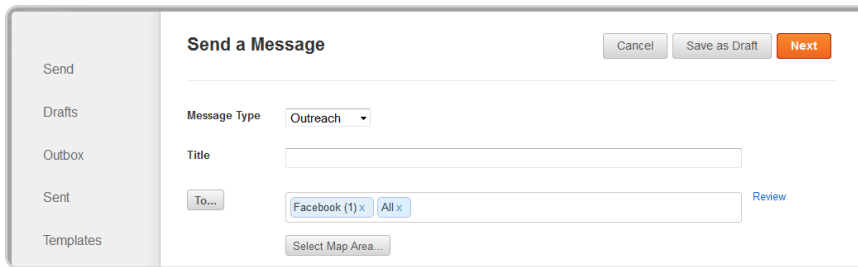 Send a Message
Cancel
Save as Draft
Next
Send
Drafts
Outbox
Sent
Templates
Message Type
Outreach
Title
To...
Facebook (1) x
All x
Review
Select Map Area...